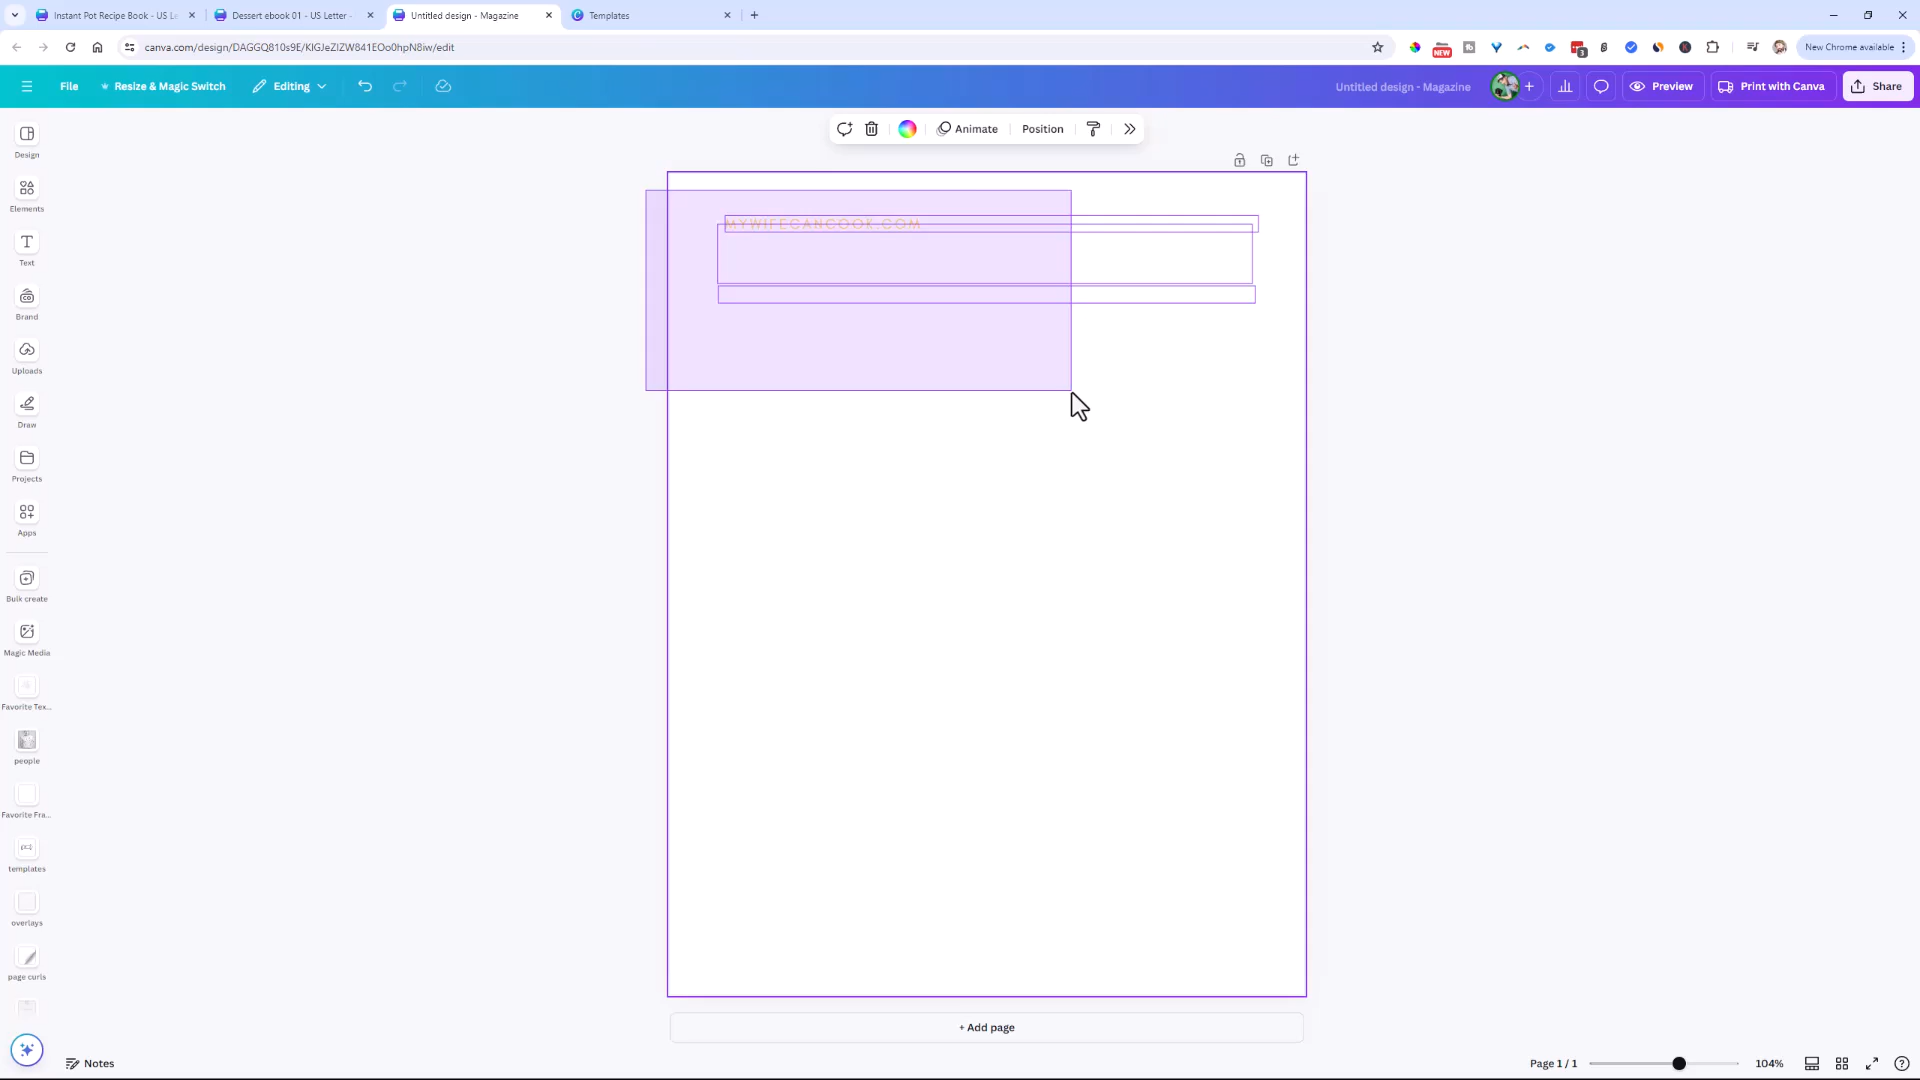 Instant Pot Recipe Book - US Le
Dessert ebook 01 - US Letter -
Untitled design - Magazine
Templates
canva.com/design/DAGGQ810s9E/KlGJeZlZW841EOo0hpN8iw/edit
NEW
3
New Chrome available
File
Resize & Magic Switch
Editing
Untitled design - Magazine
Preview
Print with Canva
Share
Animate
Position
Design
Elements
Text
Brand
Uploads
Draw
Projects
Apps
Bulk create
Magic Media
Favorite Tex...
people
Favorite Fra...
templates
overlays
page curls
MYWIFECANCOOK.COM
+ Add page
Notes
Page 1 / 1
104%